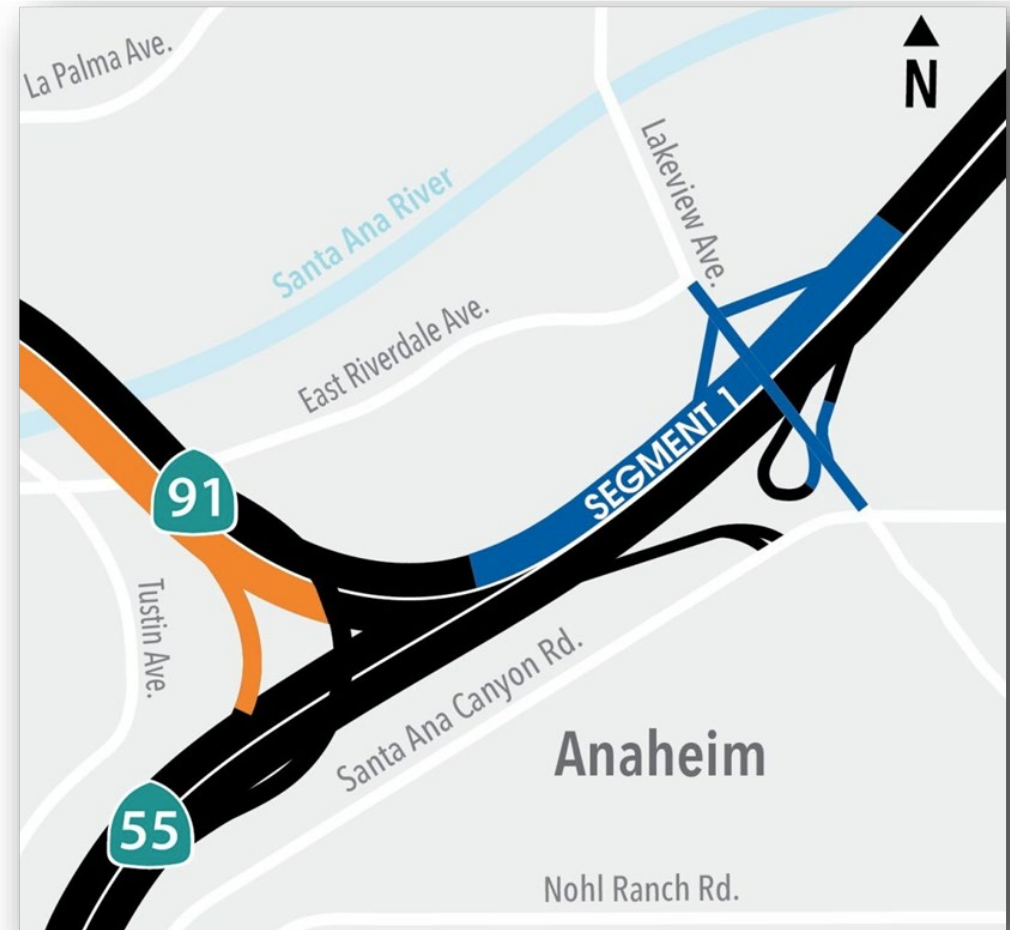 La Palma Ave.
N
Lakeview Ave.
Santa Ana River
East Riverdale Ave.
SEGMENT 1
91
Tustin Ave.
Santa Ana Canyon Rd.
Anaheim
55
Nohl Ranch Rd.